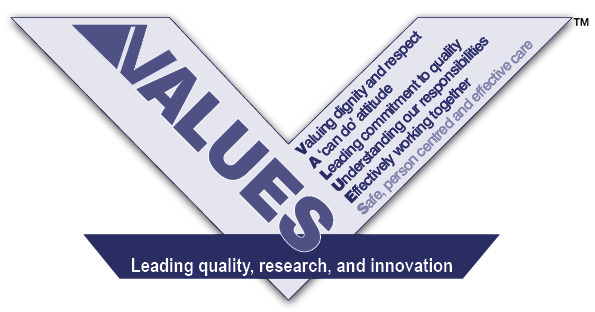 VALUES
Valuing dignity and respect
A 'can do' attitude
Leading commitment to quality
Understanding our responsibilities
Effectively working together
Safe, person centred and effective care
TM
Leading quality, research, and innovation